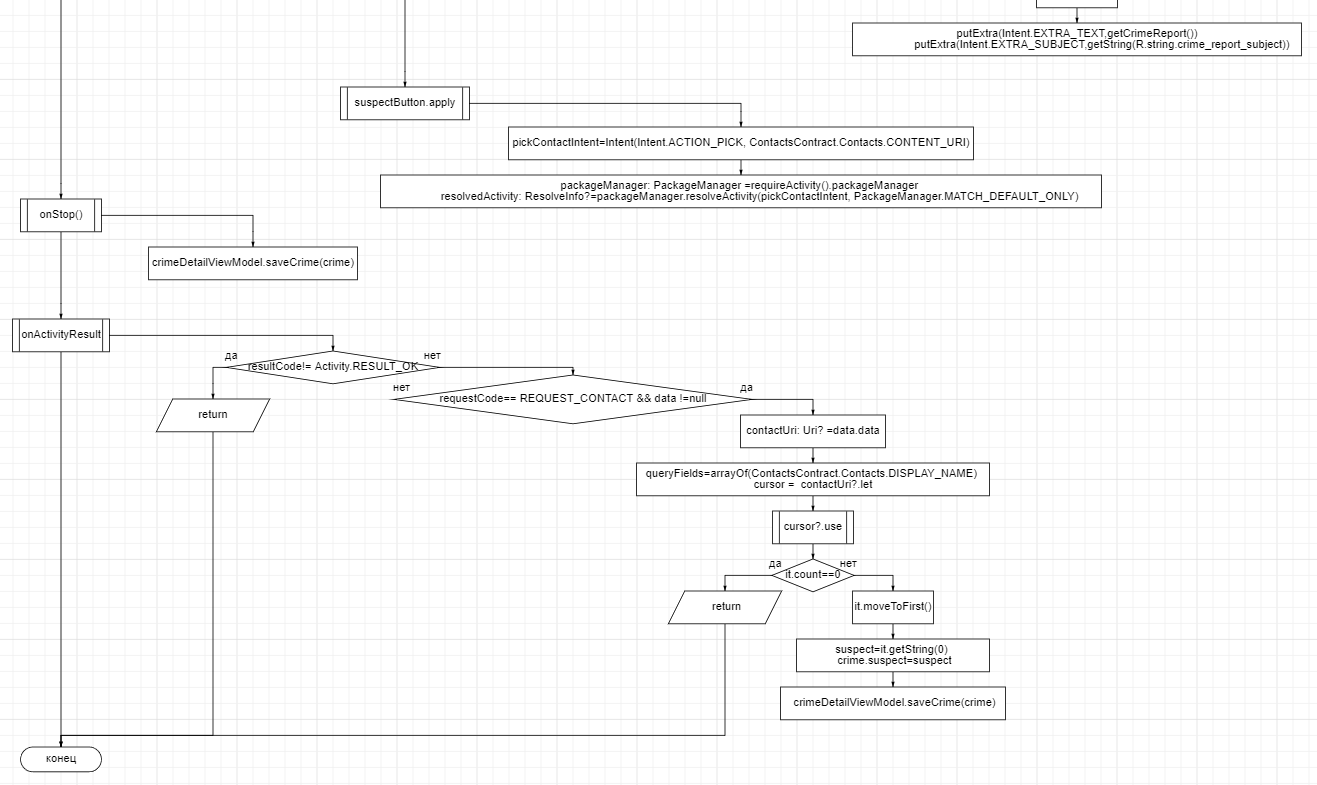 putExtra(Intent.EXTRA_TEXT,getCrimeReport())
putExtra(Intent.EXTRA_SUBJECT,getString(R.string.crime_report_subject))
suspectButton.apply
pickContactIntent=Intent(Intent.ACTION_PICK, ContactsContract.Contacts.CONTENT_URI)
packageManager: PackageManager =requireActivity().packageManager
resolvedActivity: ResolveInfo?=packageManager.resolveActivity(pickContactIntent, PackageManager.MATCH_DEFAULT_ONLY)
onStop()
crimeDetailViewModel.saveCrime(crime)
onActivityResult
да
нет
resultCode!= Activity.RESULT_OK
return
нет
да
requestCode== REQUEST_CONTACT && data !=null
contactUri: Uri? =data.data
queryFields=arrayOf(ContactsContract.Contacts.DISPLAY_NAME)
cursor = contactUri?.let
cursor?.use
да
нет
it.count==0
return
it.moveToFirst()
suspect=it.getString(0)
crime.suspect=suspect
crimeDetailViewModel.saveCrime(crime)
конец